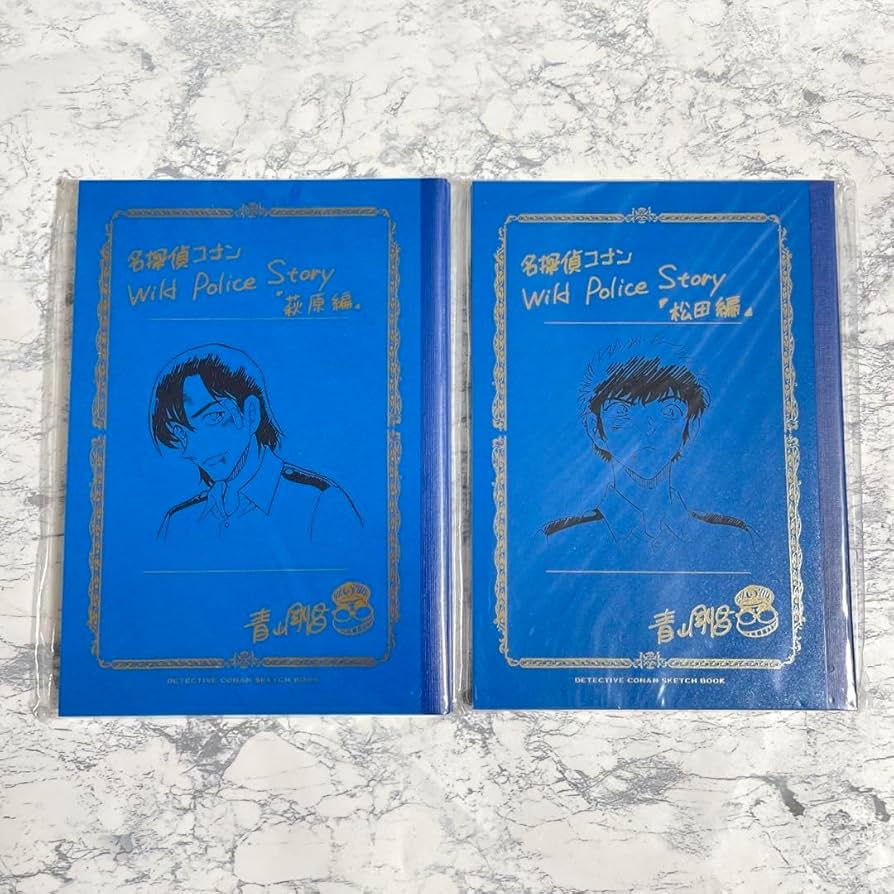 名探偵コナン
Wild Police Story
『萩原編』
青山剛昌
DETECTIVE CONAN SKETCH BOOK
名探偵コナン
Wild Police Story
『松田編』
青山剛昌
DETECTIVE CONAN SKETCH BOOK